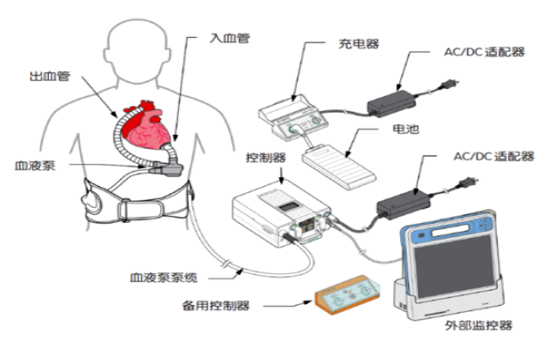 入血管
充电器
AC/DC 适配器
出血管
电池
控制器
AC/DC 适配器
血液泵
血液泵泵缆
备用控制器
外部监控器